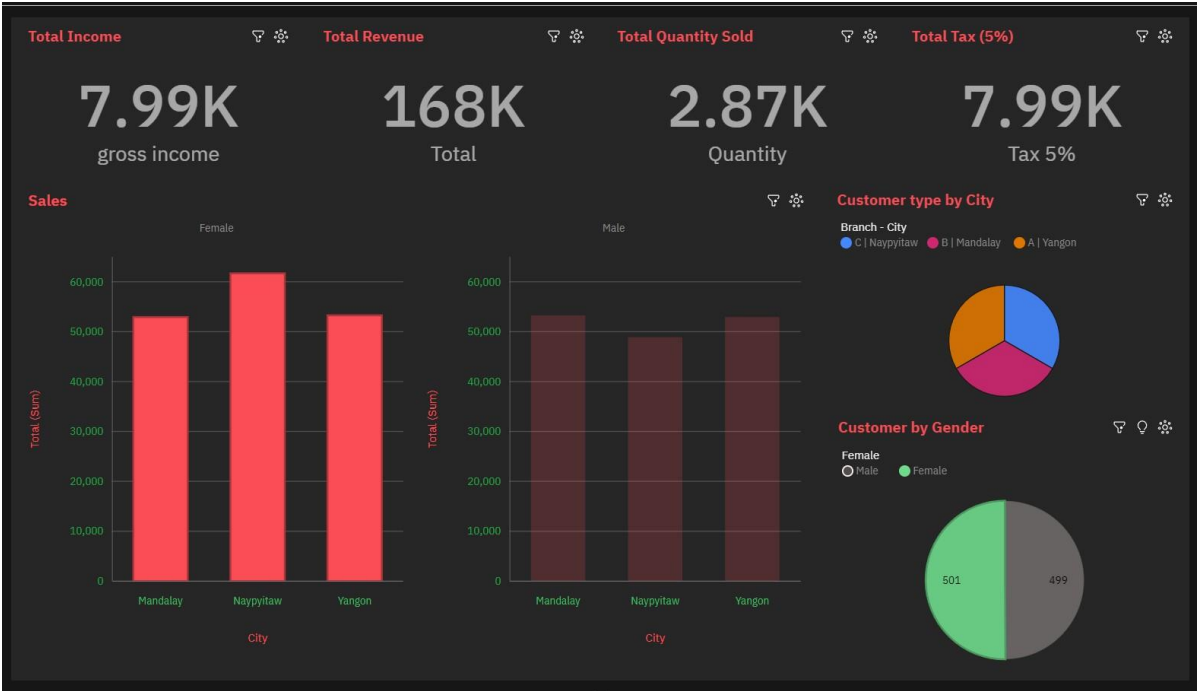 Total Income
Total Revenue
Total Quantity Sold
Total Tax (5%)
7.99K
168K
2.87K
7.99K
gross income
Total
Quantity
Tax 5%
Sales
Female
Male
Total (Sum)
60,000
50,000
40,000
30,000
20,000
10,000
0
Mandalay
Naypyitaw
Yangon
City
Total (Sum)
60,000
50,000
40,000
30,000
20,000
10,000
0
Mandalay
Naypyitaw
Yangon
City
Customer type by City
Branch - City
C | Naypyitaw
B | Mandalay
A | Yangon
Customer by Gender
Female
Male
Female
501
499